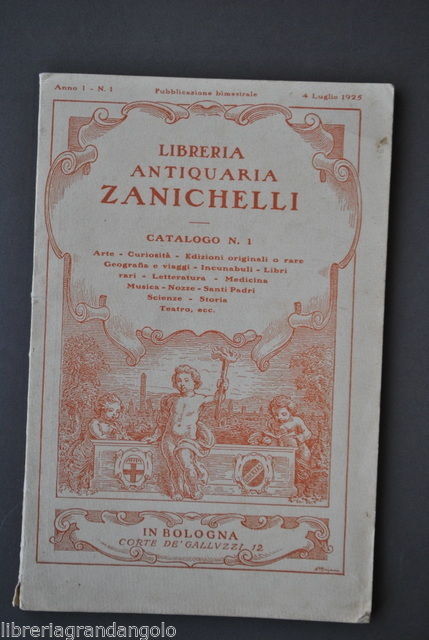 Anno I - N. 1 Pubblicazione bimestrale 4 Luglio 1925
LIBRERIA
ANTIQUARIA
ZANICHELLI
CATALOGO N. 1
Arte - Curiosità - Edizioni originali o rare
Geografia e viaggi - Incunabuli - Libri
rari - Letteratura - Medicina
Musica - Nozze - Santi Padri
Scienze - Storia
Teatro, ecc.
IN BOLOGNA
CORTE DE' GALLUZZI 12
libreriagrandangolo